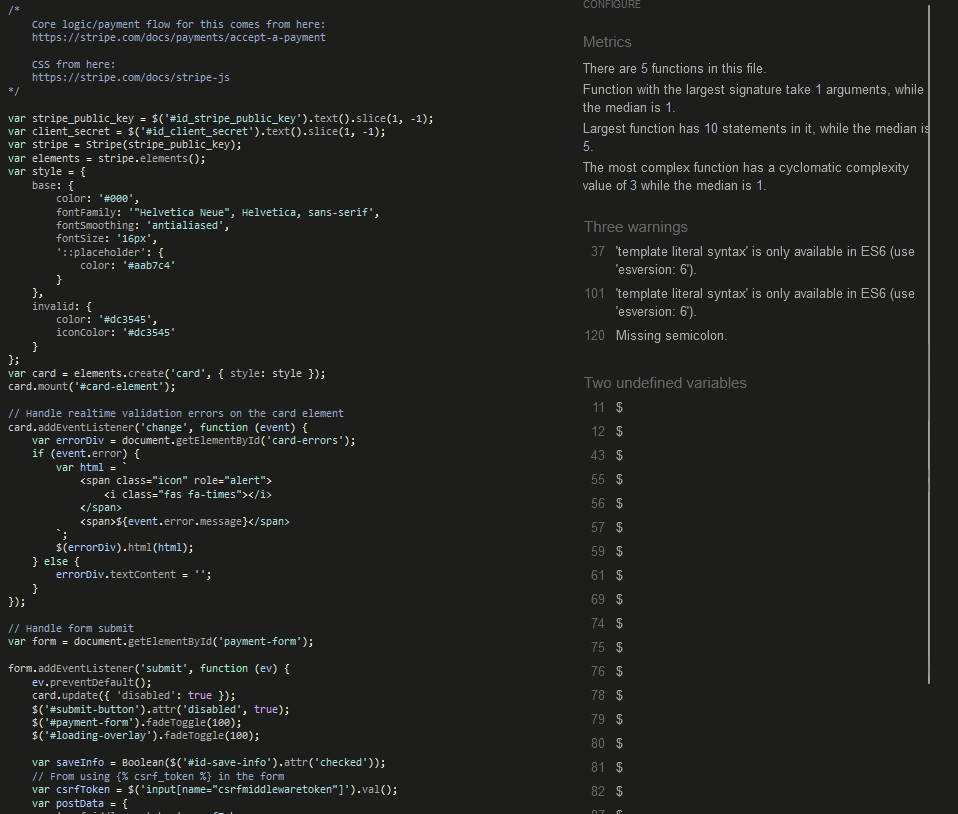 /*
    Core logic/payment flow for this comes from here:
    https://stripe.com/docs/payments/accept-a-payment

    CSS from here:
    https://stripe.com/docs/stripe-js
*/

var stripe_public_key = $('#id_stripe_public_key').text().slice(1, -1);
var client_secret = $('#id_client_secret').text().slice(1, -1);
var stripe = Stripe(stripe_public_key);
var elements = stripe.elements();
var style = {
    base: {
        color: '#000',
        fontFamily: '"Helvetica Neue", Helvetica, sans-serif',
        fontSmoothing: 'antialiased',
        fontSize: '16px',
        '::placeholder': {
            color: '#aab7c4'
        }
    },
    invalid: {
        color: '#dc3545',
        iconColor: '#dc3545'
    }
};
var card = elements.create('card', { style: style });
card.mount('#card-element');

// Handle realtime validation errors on the card element
card.addEventListener('change', function (event) {
    var errorDiv = document.getElementById('card-errors');
    if (event.error) {
        var html = `
            <span class="icon" role="alert">
                <i class="fas fa-times"></i>
            </span>
            <span>${event.error.message}</span>
        `;
        $(errorDiv).html(html);
    } else {
        errorDiv.textContent = '';
    }
});

// Handle form submit
var form = document.getElementById('payment-form');

form.addEventListener('submit', function (ev) {
    ev.preventDefault();
    card.update({ 'disabled': true });
    $('#submit-button').attr('disabled', true);
    $('#payment-form').fadeToggle(100);
    $('#loading-overlay').fadeToggle(100);

    var saveInfo = Boolean($('#id-save-info').attr('checked'));
    // From using {% csrf_token %} in the form
    var csrfToken = $('input[name="csrfmiddlewaretoken"]').val();
    var postData = {
CONFIGURE
Metrics
There are 5 functions in this file.
Function with the largest signature take 1 arguments, while
the median is 1.
Largest function has 10 statements in it, while the median is
5.
The most complex function has a cyclomatic complexity
value of 3 while the median is 1.
Three warnings
37 'template literal syntax' is only available in ES6 (use
'esversion: 6').
101 'template literal syntax' is only available in ES6 (use
'esversion: 6').
120 Missing semicolon.
Two undefined variables
11 $
12 $
43 $
55 $
56 $
57 $
59 $
61 $
69 $
74 $
75 $
76 $
78 $
79 $
80 $
81 $
82 $